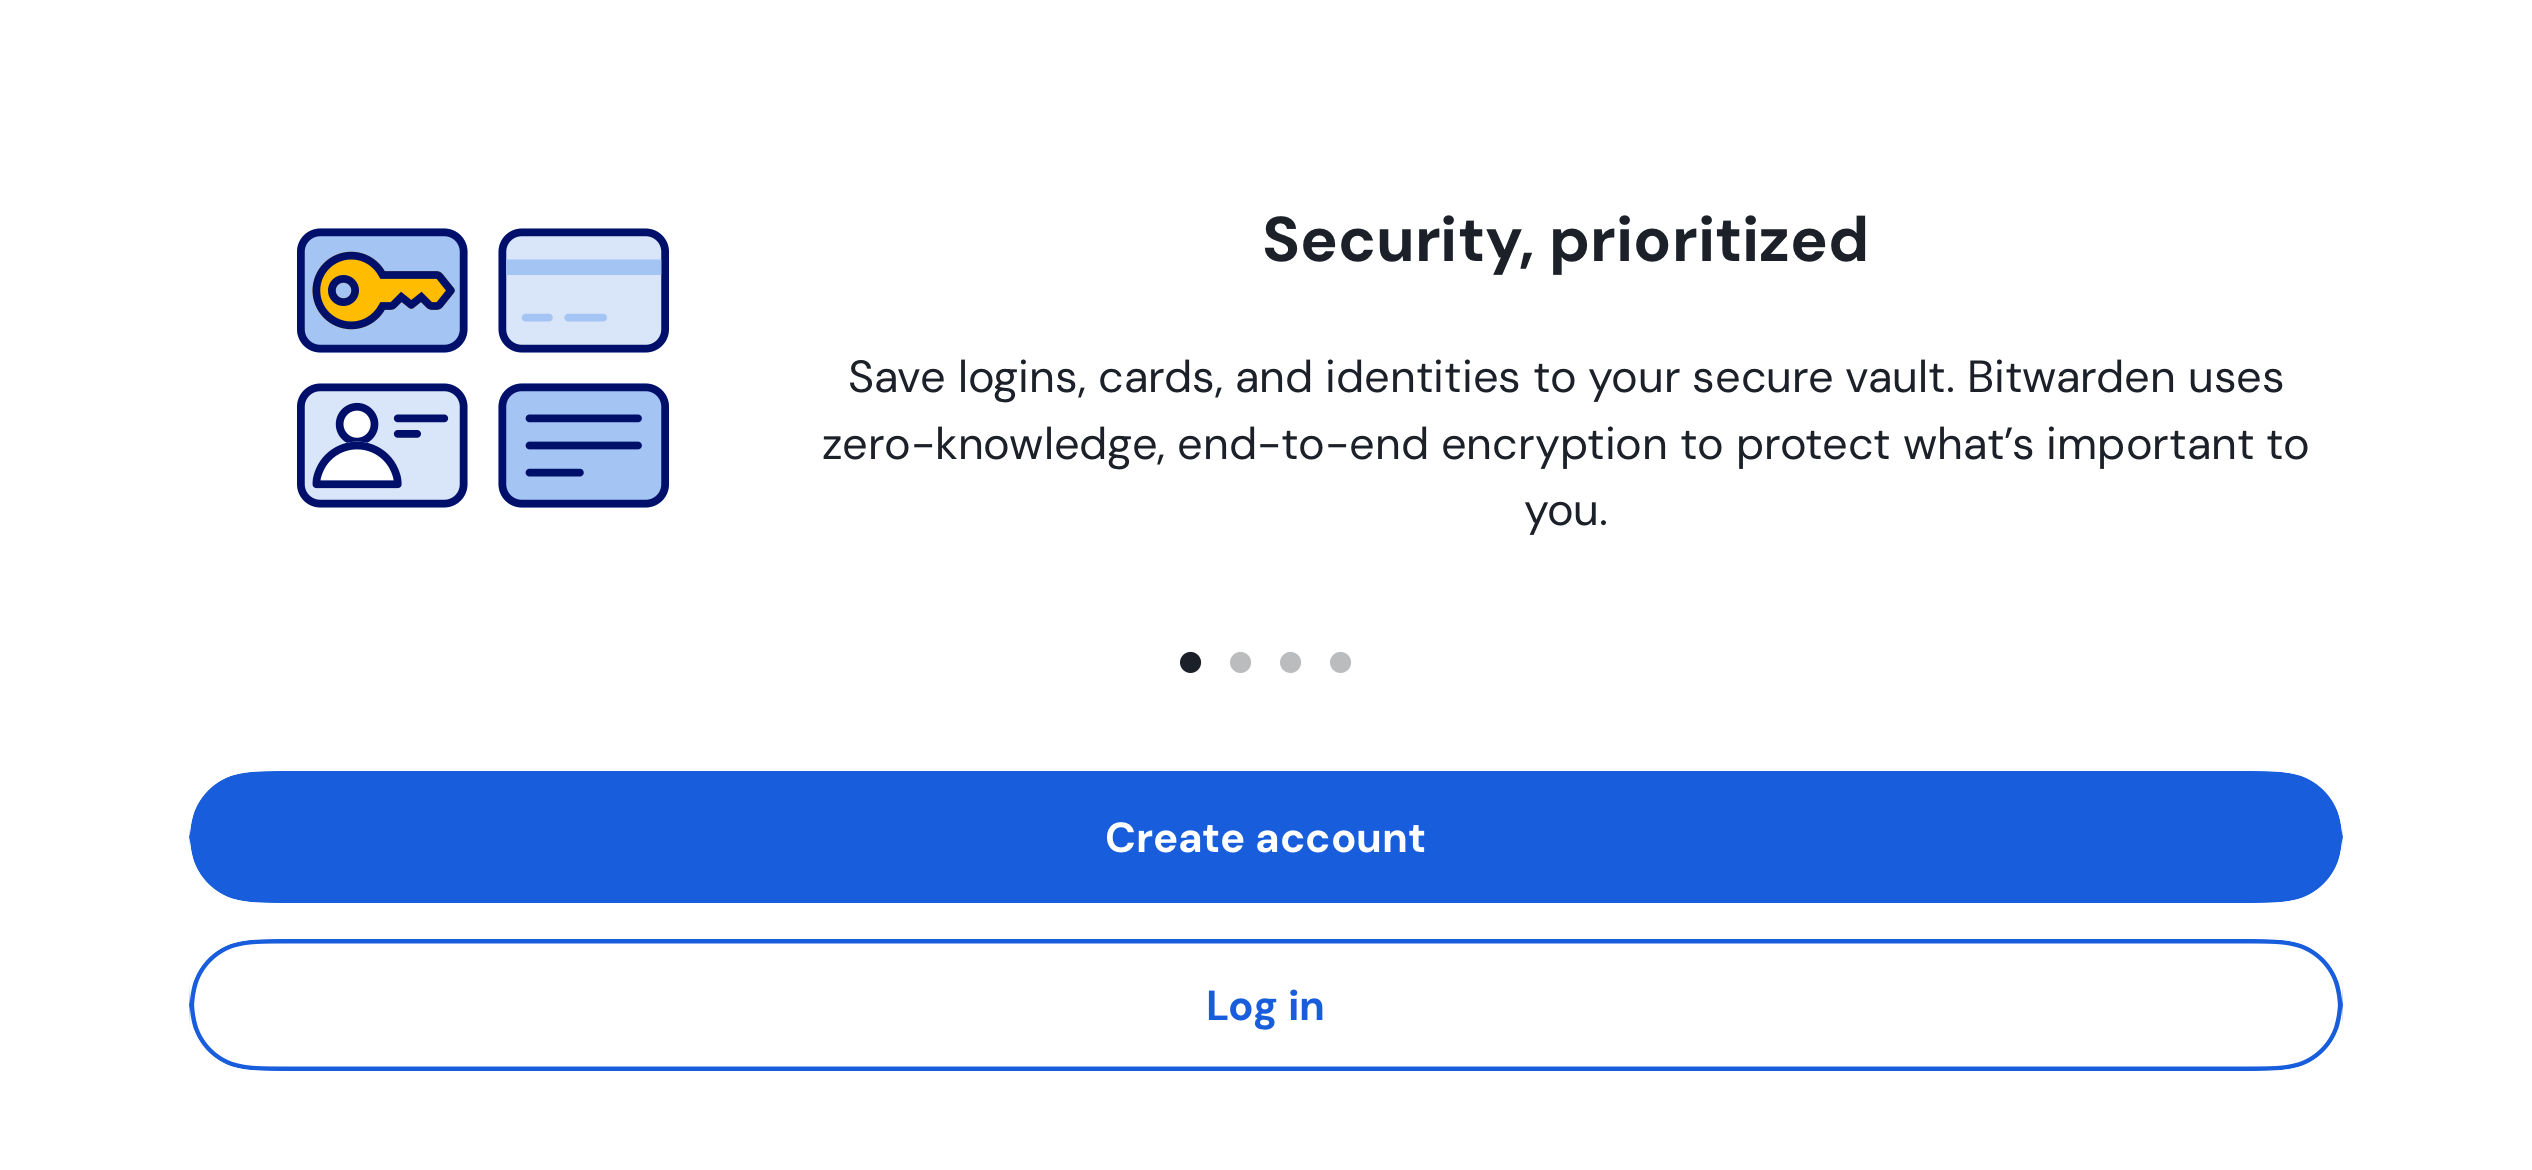 Security, prioritized
Save logins, cards, and identities to your secure vault. Bitwarden uses
zero-knowledge, end-to-end encryption to protect what’s important to
you.
Create account
Log in